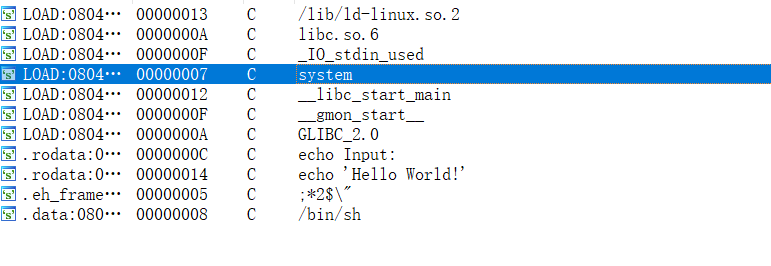 LOAD:0804… 00000013 C /lib/ld-linux.so.2
LOAD:0804… 0000000A C libc.so.6
LOAD:0804… 0000000F C _IO_stdin_used
LOAD:0804… 00000007 C system
LOAD:0804… 00000012 C __libc_start_main
LOAD:0804… 0000000F C __gmon_start__
LOAD:0804… 0000000A C GLIBC_2.0
.rodata:0… 0000000C C echo Input:
.rodata:0… 00000014 C echo 'Hello World!'
.eh_frame… 00000005 C ;*2$\"
.data:080… 00000008 C /bin/sh